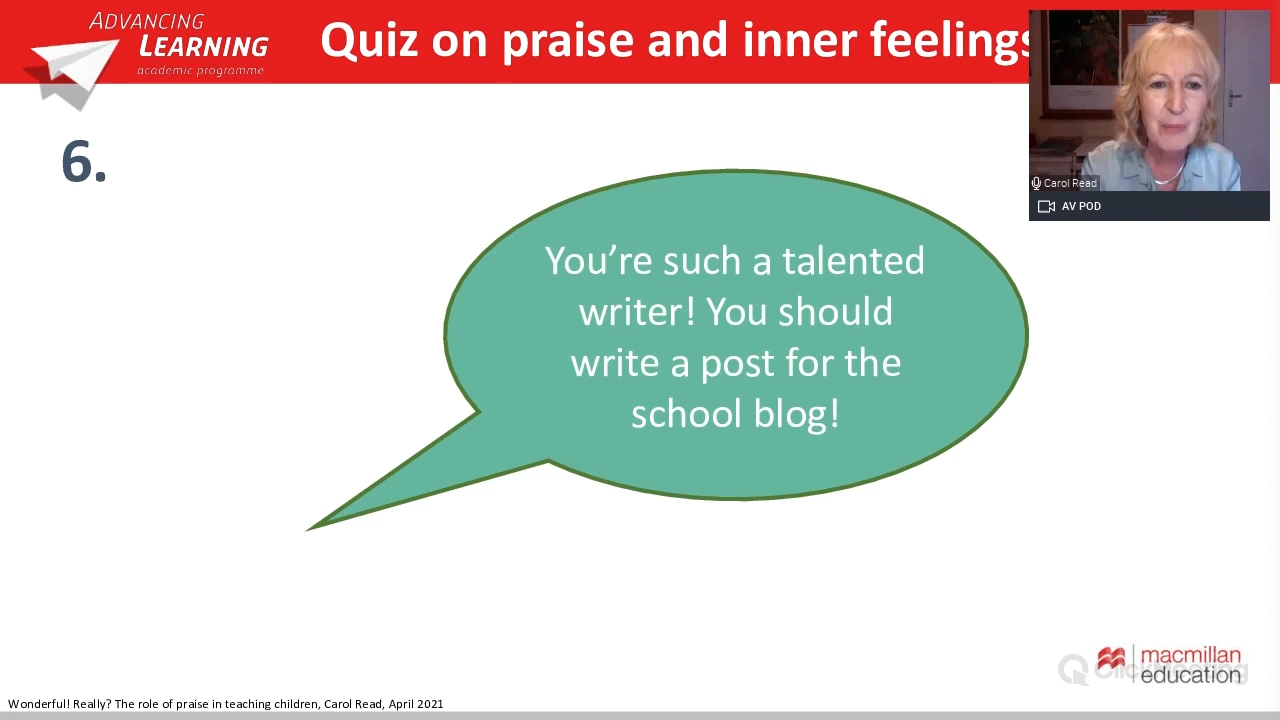 ADVANCING
LEARNING
academic programme
Quiz on praise and inner feelings
6.
You're such a talented
writer! You should
write a post for the
school blog!
Carol Read
AV POD
macmillan
education
ClickMeeting
Wonderful! Really? The role of praise in teaching children, Carol Read, April 2021